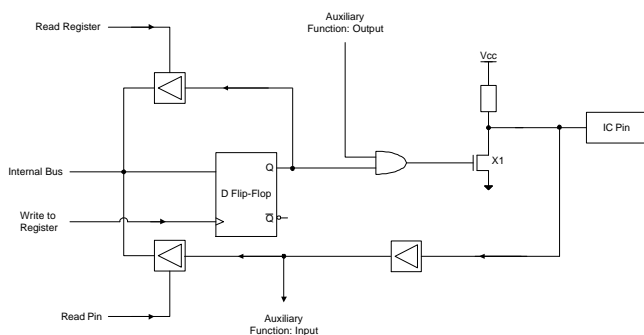 Auxiliary
Function: Output
Read Register
Vcc
IC Pin
X1
Internal Bus
Q
D Flip-Flop
Q
Write to
Register
Read Pin
Auxiliary
Function: Input